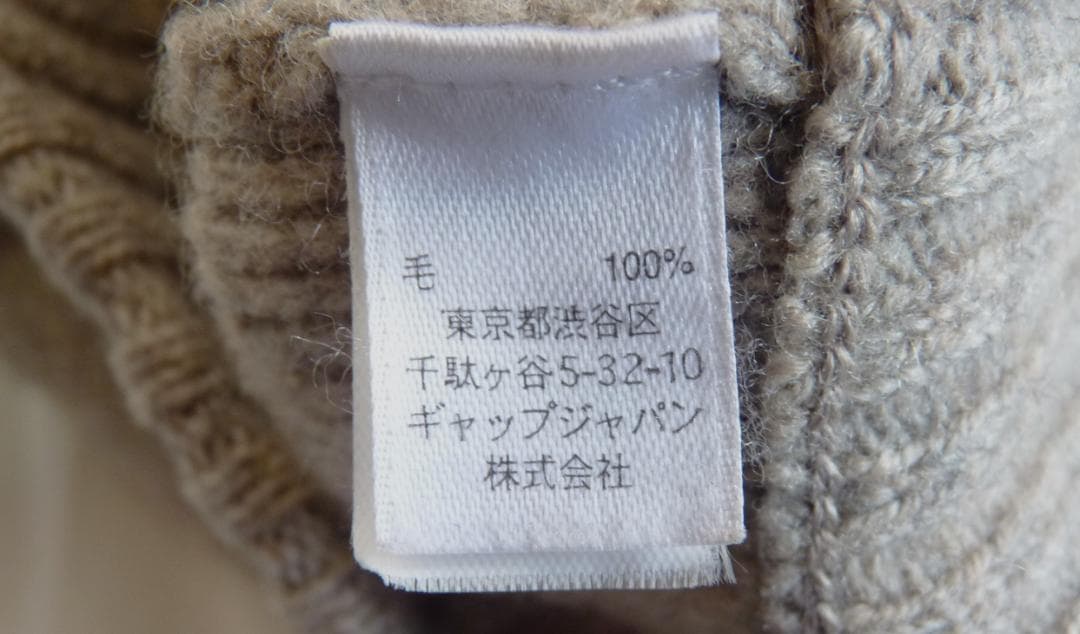 毛 100%
東京都渋谷区
千駄ヶ谷5-32-10
ギャップジャパン
株式会社